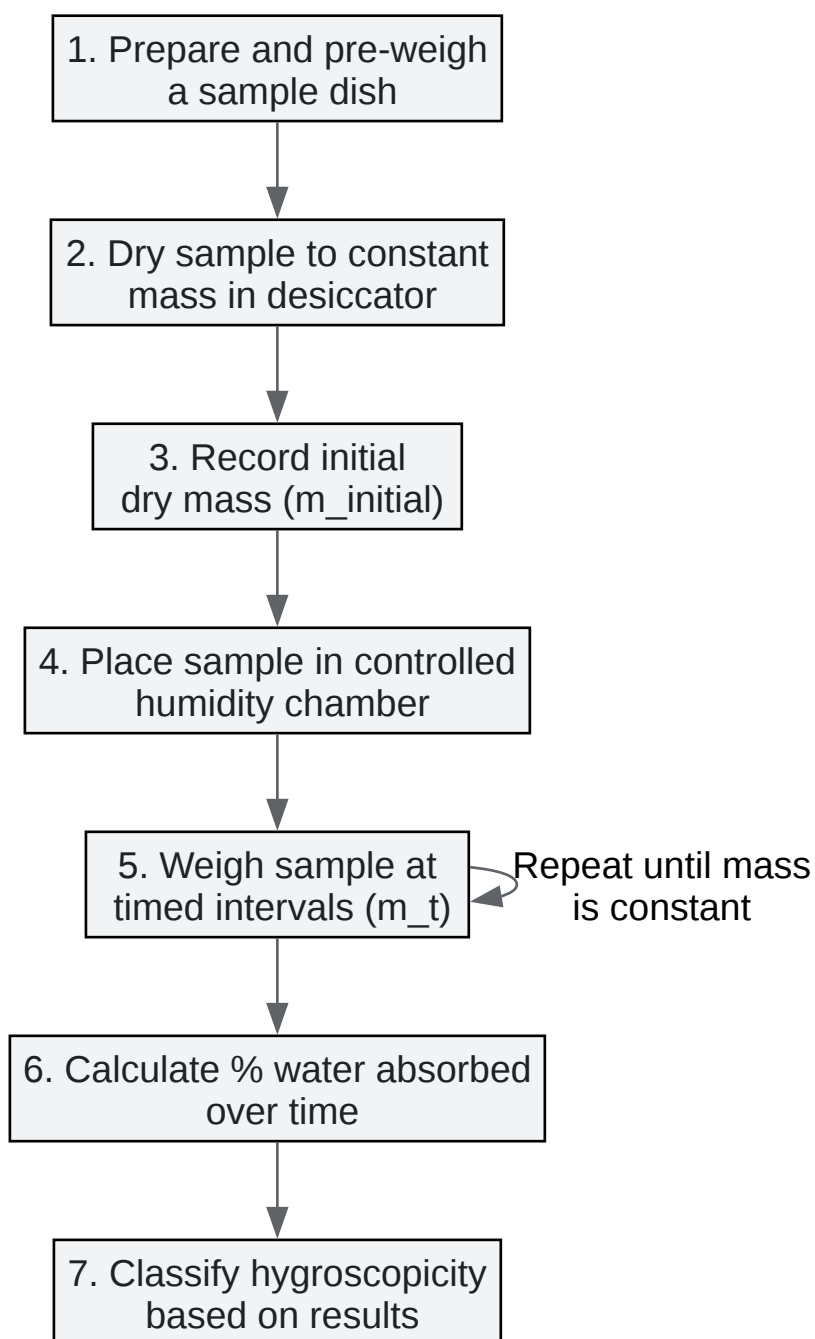 1. Prepare and pre-weigh
a sample dish
2. Dry sample to constant
mass in desiccator
3. Record initial
dry mass (m_initial)
4. Place sample in controlled
humidity chamber
5. Weigh sample at
timed intervals (m_t)
Repeat until mass
is constant
6. Calculate % water absorbed
over time
7. Classify hygroscopicity
based on results